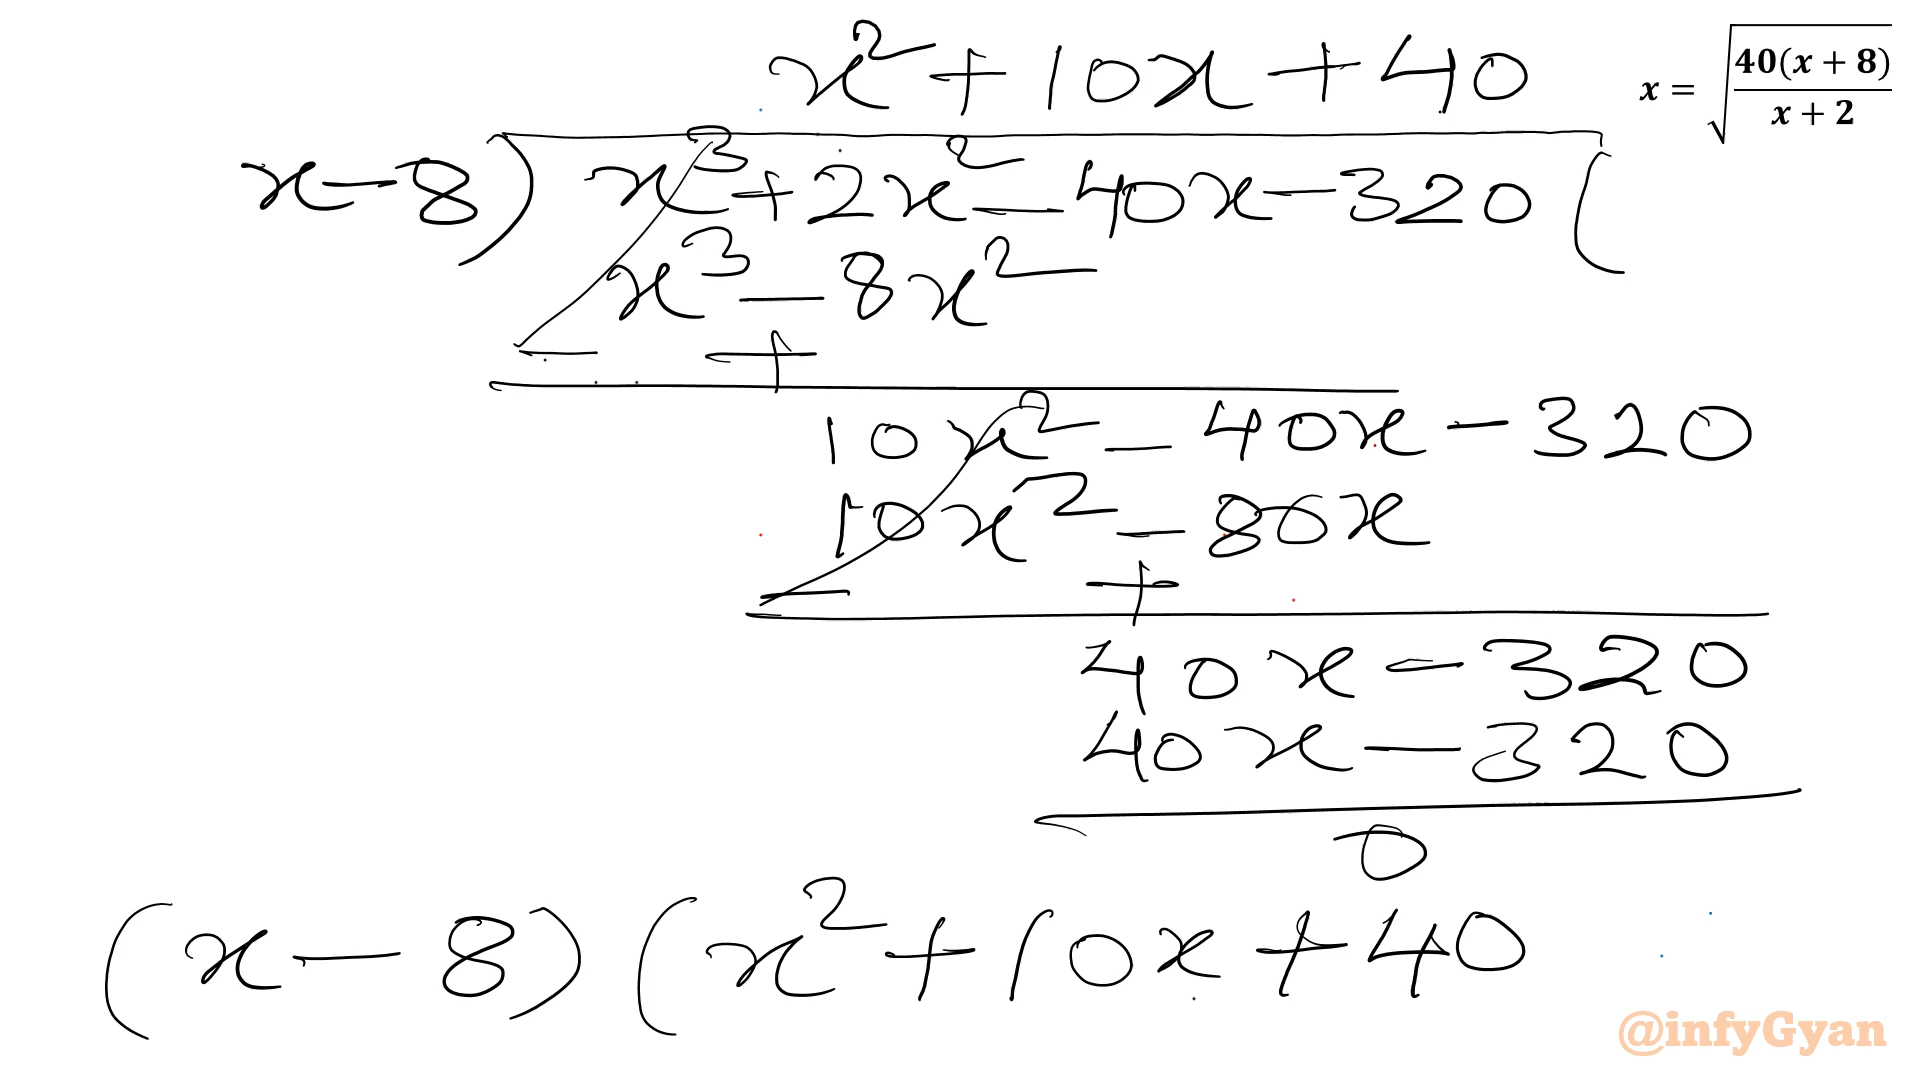 x² + 10x + 40
x = √(40(x + 8)/(x + 2))
x - 8 ) x³ + 2x² - 40x - 320 (
x³ - 8x²
- +
10x² - 40x - 320
10x² - 80x
- +
40x - 320
40x - 320
0
(x - 8) (x² + 10x + 40
@infyGyan